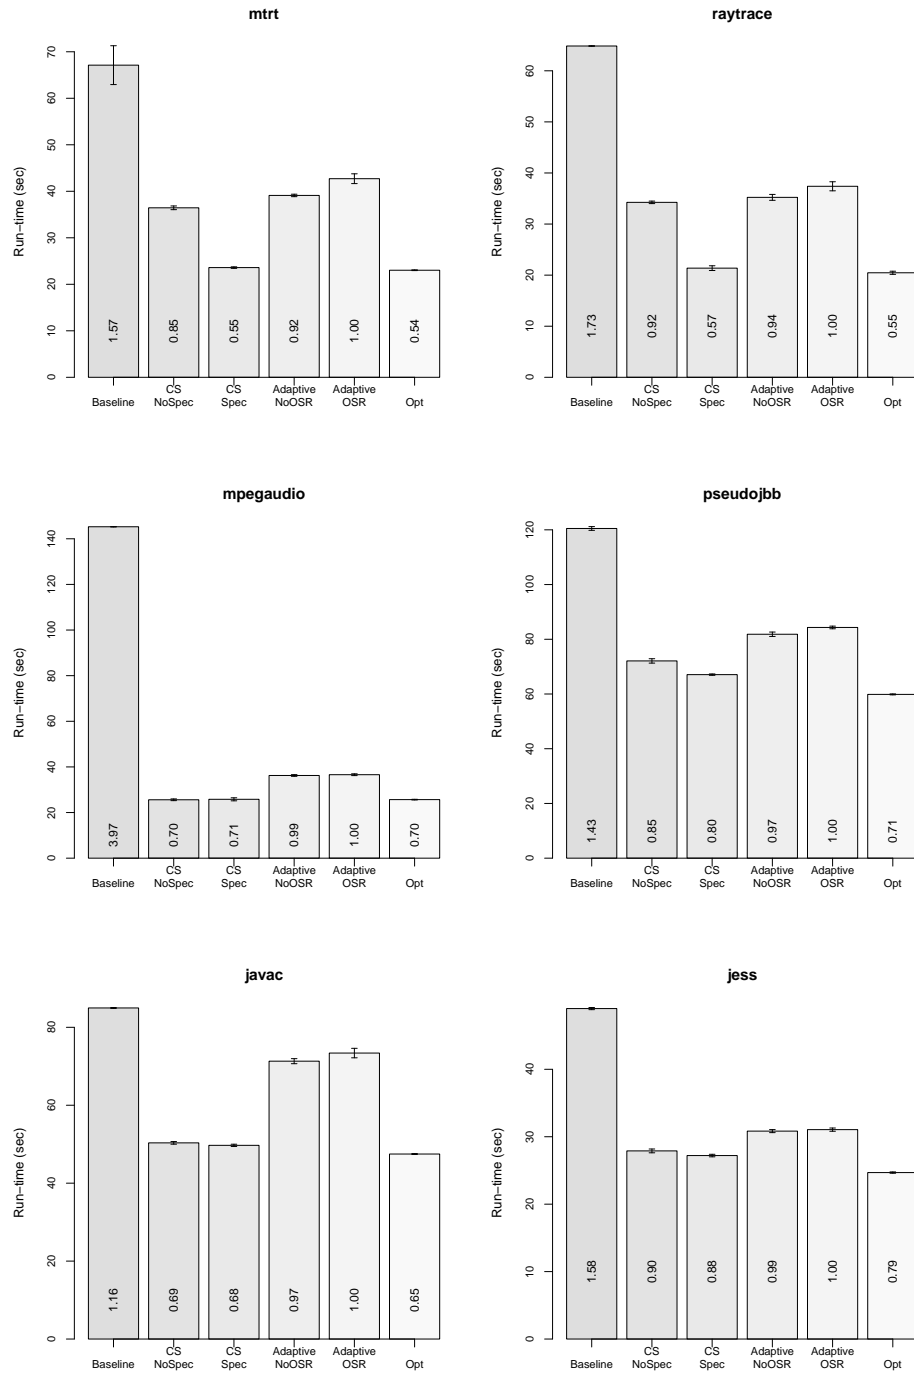 mtrt
Run−time (sec)
0 10 20 30 40 50 60 70
1.57 0.85 0.55 0.92 1.00 0.54
Baseline
CS
NoSpec
CS
Spec
Adaptive
NoOSR
Adaptive
OSR
Opt
raytrace
Run−time (sec)
0 10 20 30 40 50 60
1.73 0.92 0.57 0.94 1.00 0.55
Baseline
CS
NoSpec
CS
Spec
Adaptive
NoOSR
Adaptive
OSR
Opt
mpegaudio
Run−time (sec)
0 20 40 60 80 100 120 140
3.97 0.70 0.71 0.99 1.00 0.70
Baseline
CS
NoSpec
CS
Spec
Adaptive
NoOSR
Adaptive
OSR
Opt
pseudojbb
Run−time (sec)
0 20 40 60 80 100 120
1.43 0.85 0.80 0.97 1.00 0.71
Baseline
CS
NoSpec
CS
Spec
Adaptive
NoOSR
Adaptive
OSR
Opt
javac
Run−time (sec)
0 20 40 60 80
1.16 0.69 0.68 0.97 1.00 0.65
Baseline
CS
NoSpec
CS
Spec
Adaptive
NoOSR
Adaptive
OSR
Opt
jess
Run−time (sec)
0 10 20 30 40
1.58 0.90 0.88 0.99 1.00 0.79
Baseline
CS
NoSpec
CS
Spec
Adaptive
NoOSR
Adaptive
OSR
Opt